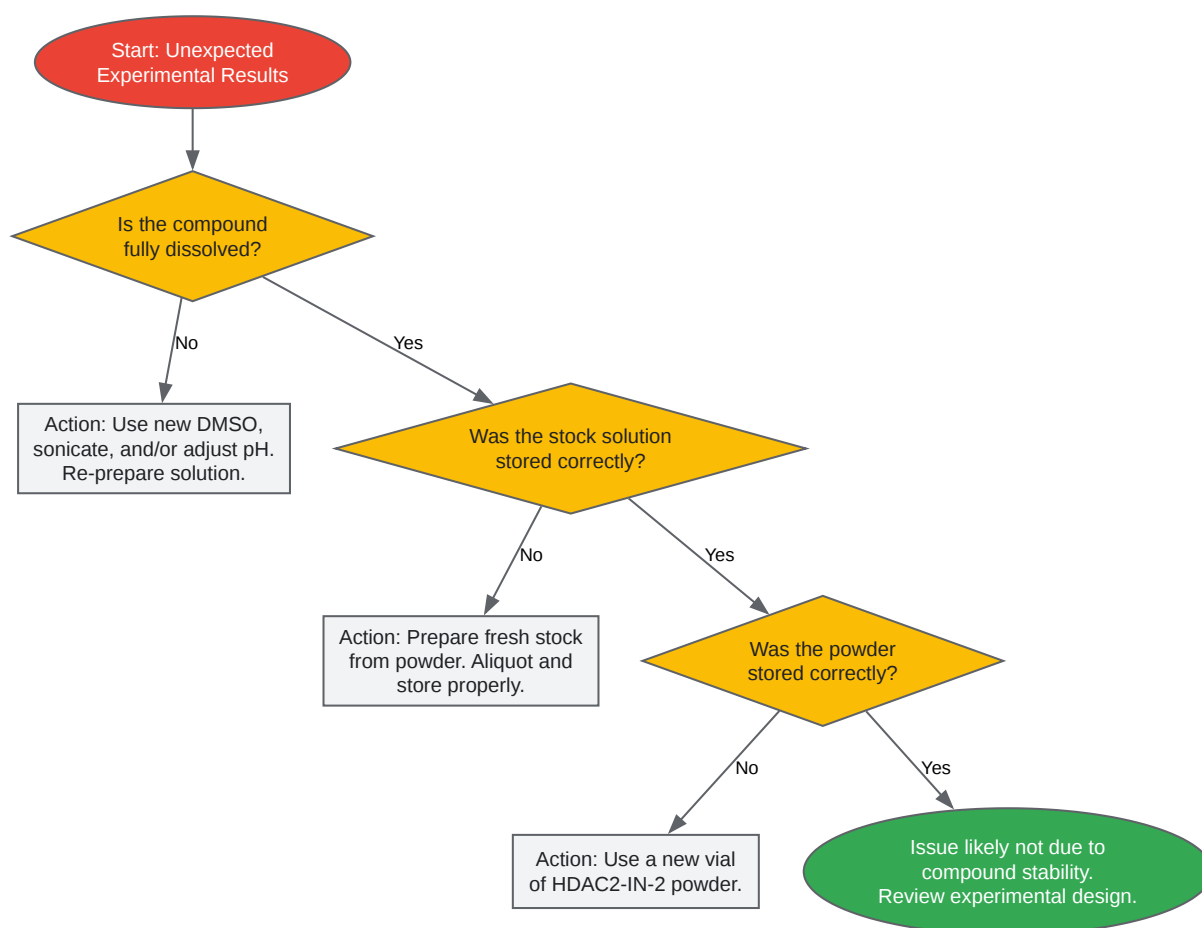 Start: Unexpected
Experimental Results
Is the compound
fully dissolved?
No
Yes
Action: Use new DMSO,
sonicate, and/or adjust pH.
Re-prepare solution.
Was the stock solution
stored correctly?
No
Yes
Action: Prepare fresh stock
from powder. Aliquot and
store properly.
Was the powder
stored correctly?
No
Yes
Action: Use a new vial
of HDAC2-IN-2 powder.
Issue likely not due to
compound stability.
Review experimental design.